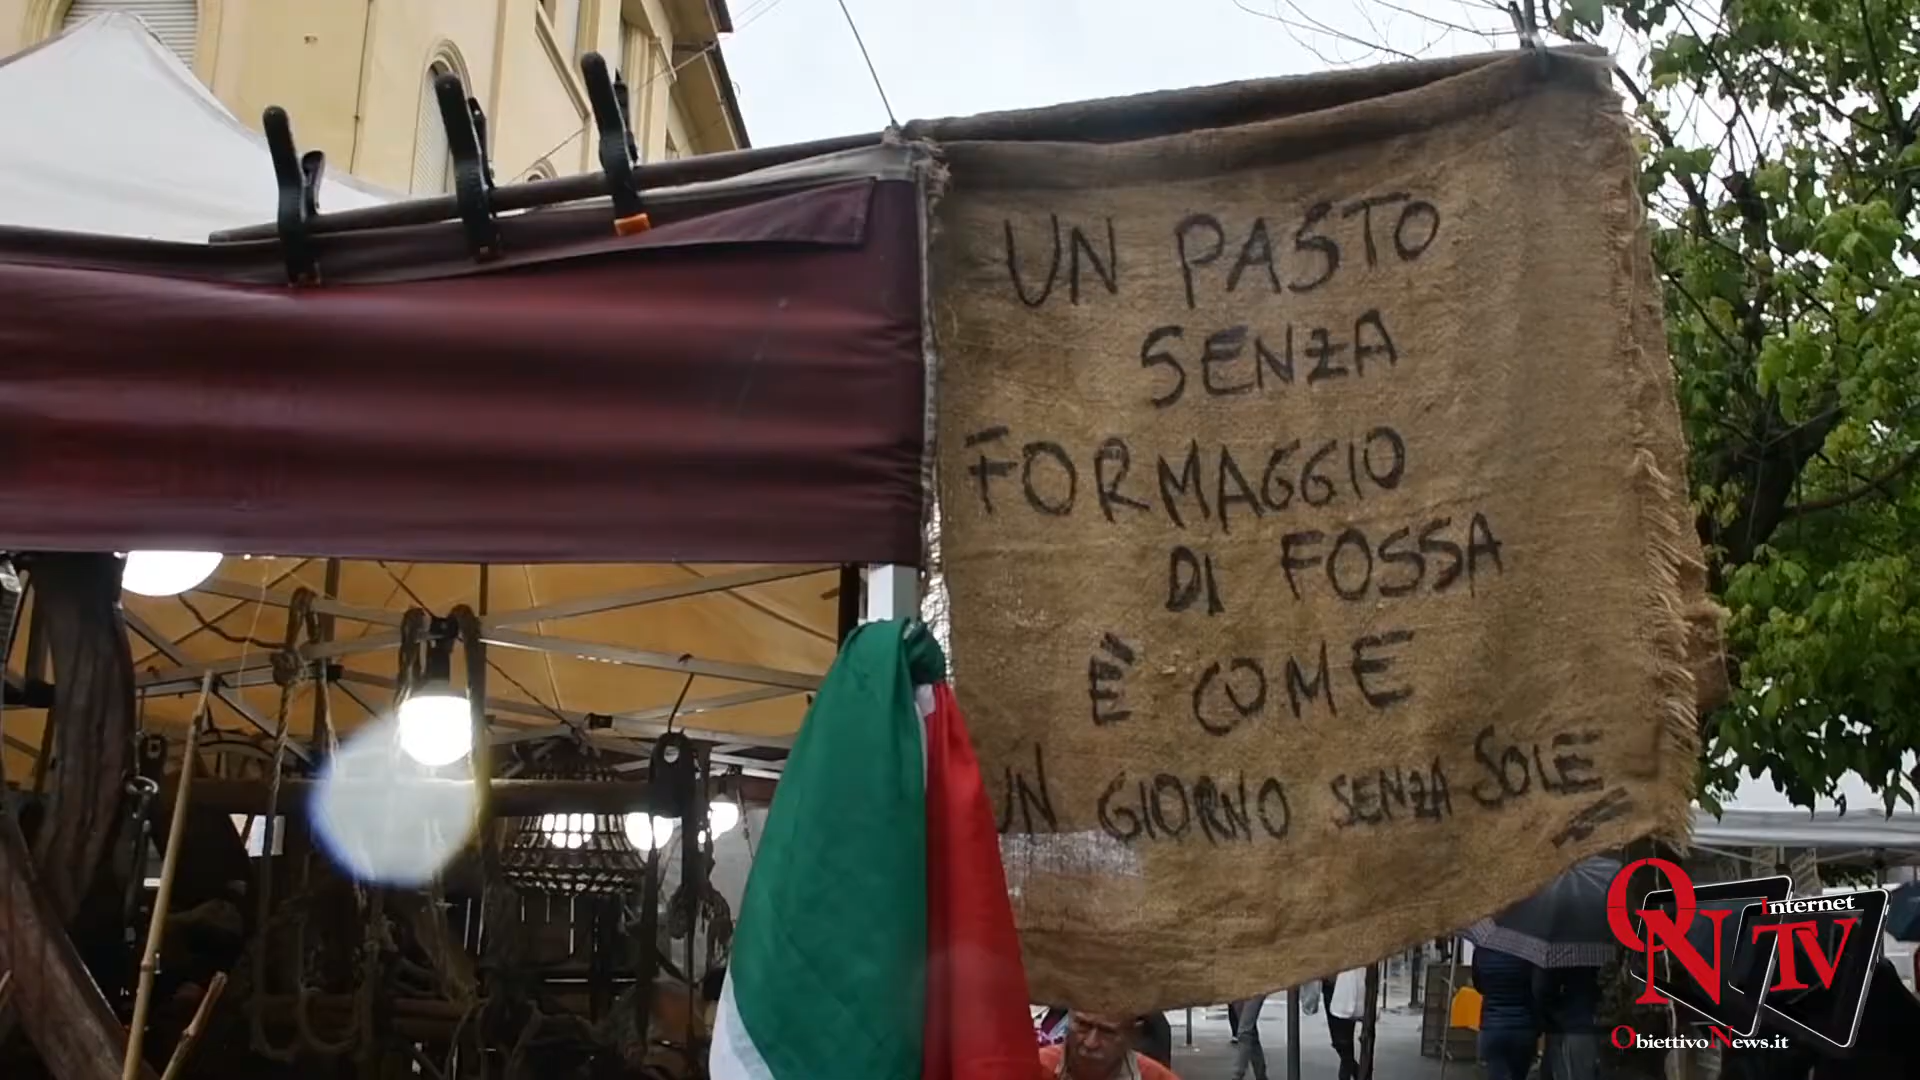 UN PASTO
SENZA
FORMAGGIO
DI FOSSA
È COME
UN GIORNO SENZA SOLE
ON
Internet
TV
ObiettivoNews.it